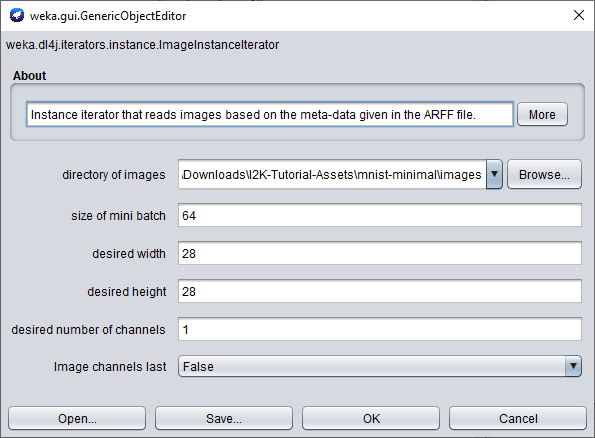 weka.gui.GenericObjectEditor
weka.dl4j.iterators.instance.ImageInstanceIterator
About
Instance iterator that reads images based on the meta-data given in the ARFF file. More
directory of images \Downloads\I2K-Tutorial-Assets\mnist-minimal\images Browse...
size of mini batch 64
desired width 28
desired height 28
desired number of channels 1
Image channels last False
Open... Save... OK Cancel